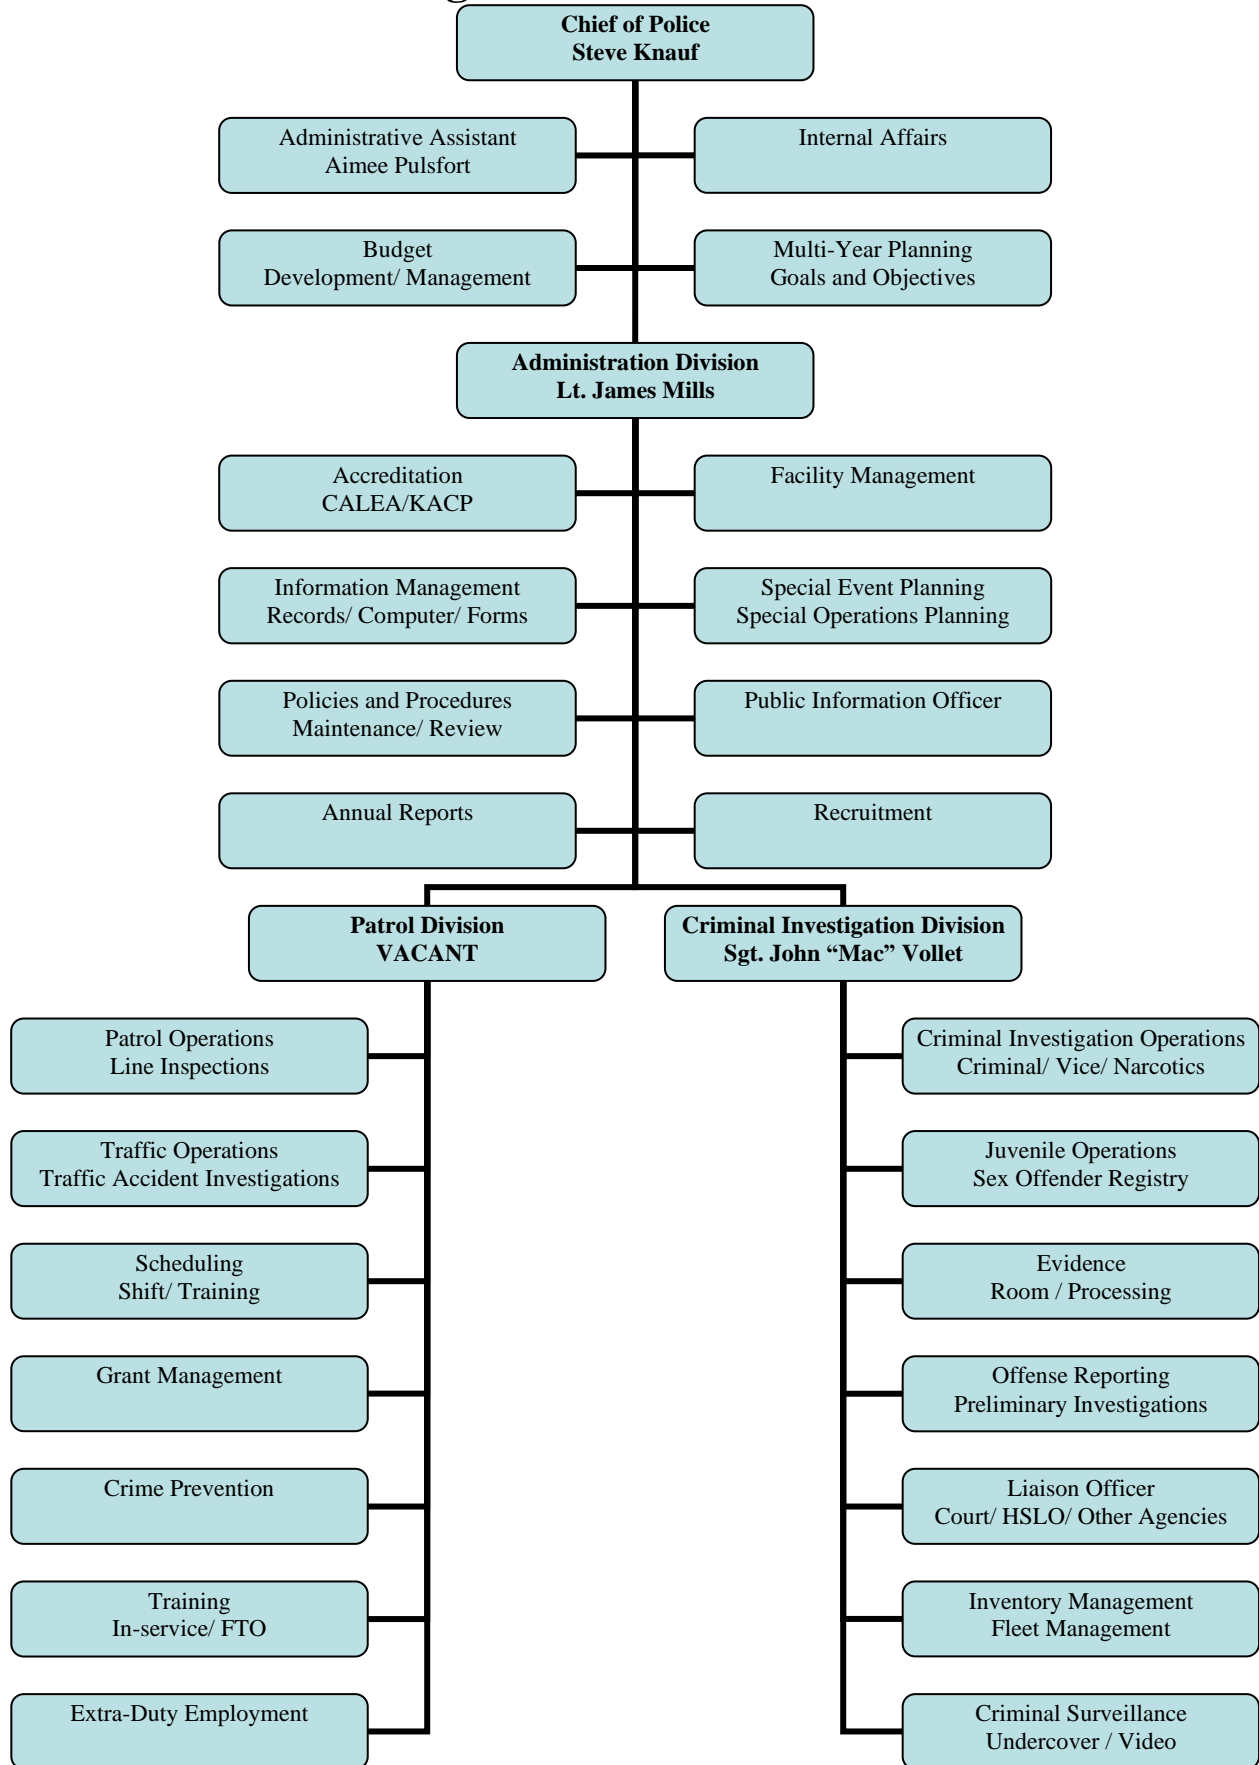 Chief of Police
Steve Knauf
Administrative Assistant
Aimee Pulsfort
Internal Affairs
Budget
Development/ Management
Multi-Year Planning
Goals and Objectives
Administration Division
Lt. James Mills
Accreditation
CALEA/KACP
Facility Management
Information Management
Records/ Computer/ Forms
Special Event Planning
Special Operations Planning
Policies and Procedures
Maintenance/ Review
Public Information Officer
Annual Reports
Recruitment
Patrol Division
VACANT
Criminal Investigation Division
Sgt. John “Mac” Vollet
Patrol Operations
Line Inspections
Criminal Investigation Operations
Criminal/ Vice/ Narcotics
Traffic Operations
Traffic Accident Investigations
Juvenile Operations
Sex Offender Registry
Scheduling
Shift/ Training
Evidence
Room / Processing
Grant Management
Offense Reporting
Preliminary Investigations
Crime Prevention
Liaison Officer
Court/ HSLO/ Other Agencies
Training
In-service/ FTO
Inventory Management
Fleet Management
Extra-Duty Employment
Criminal Surveillance
Undercover / Video